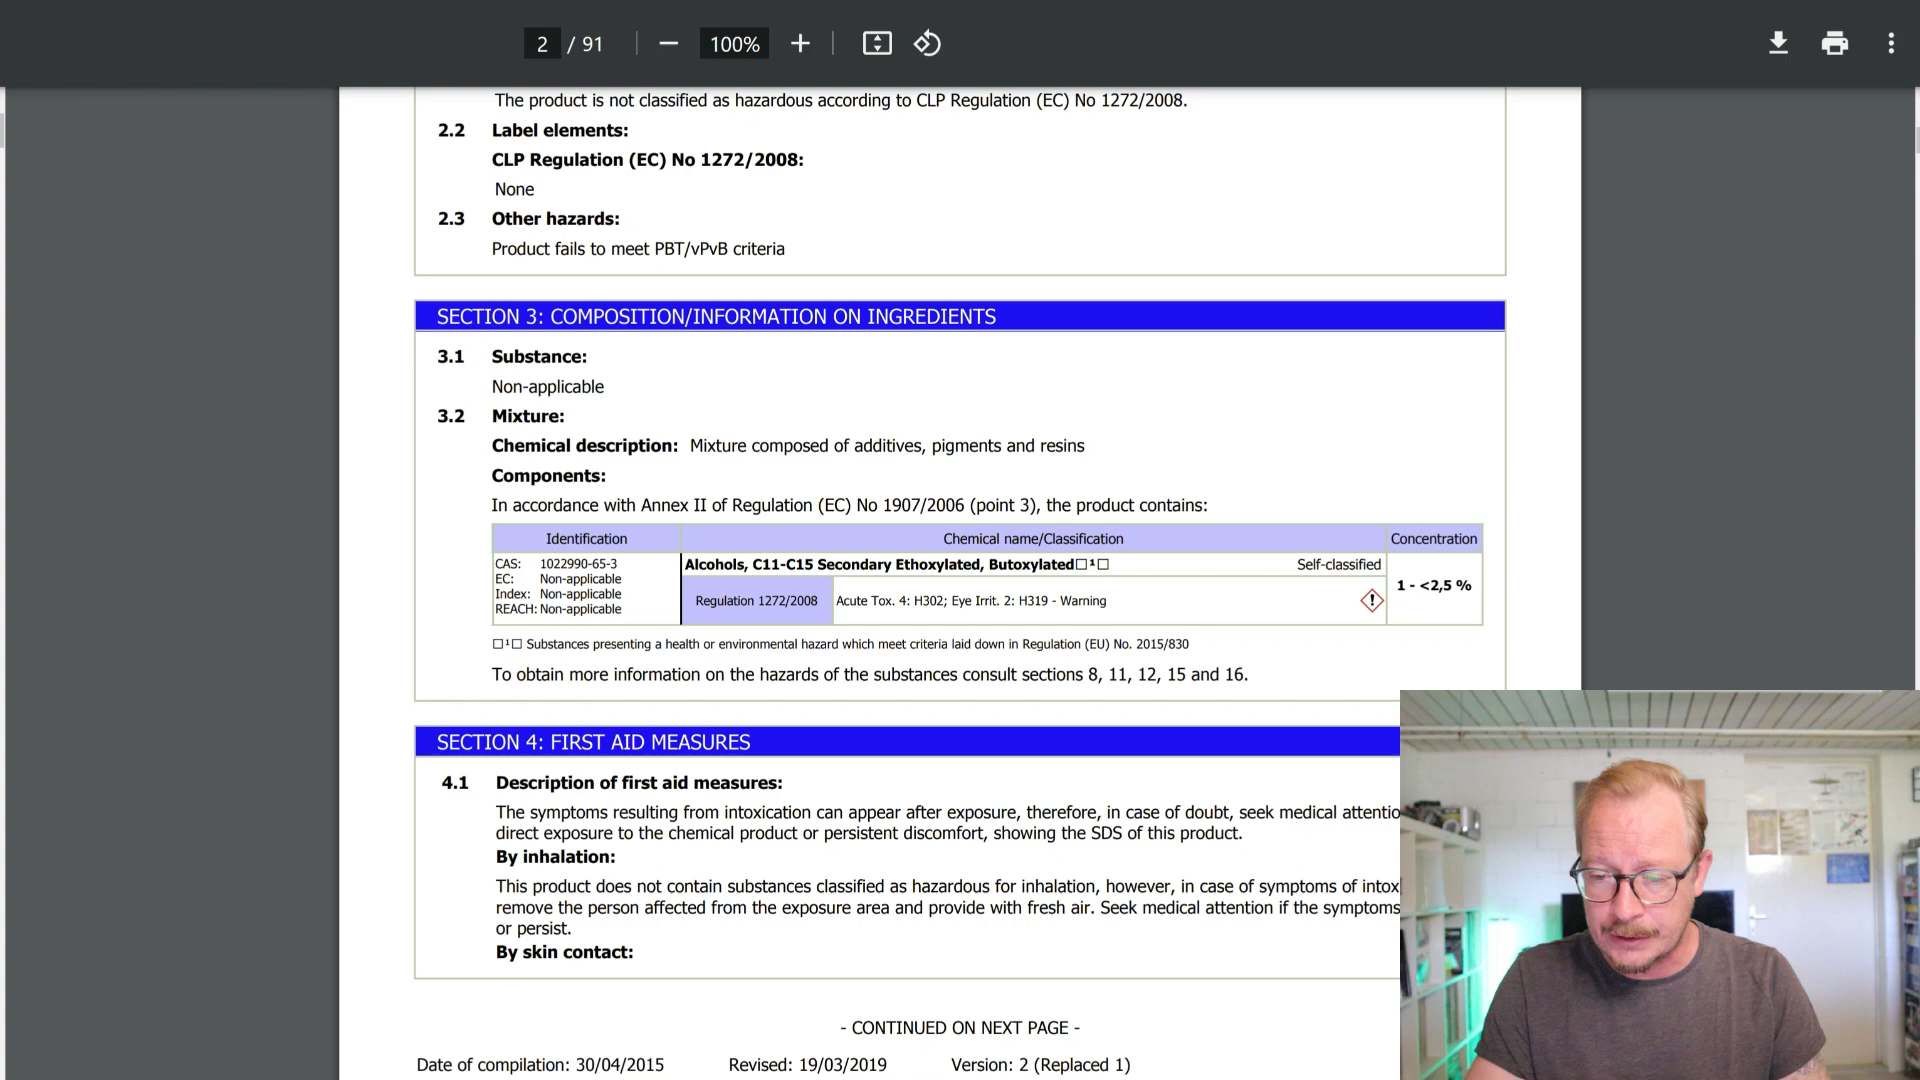 2 / 91
100%
The product is not classified as hazardous according to CLP Regulation (EC) No 1272/2008.
2.2 Label elements:
CLP Regulation (EC) No 1272/2008:
None
2.3 Other hazards:
Product fails to meet PBT/vPvB criteria
SECTION 3: COMPOSITION/INFORMATION ON INGREDIENTS
3.1 Substance:
Non-applicable
3.2 Mixture:
Chemical description: Mixture composed of additives, pigments and resins
Components:
In accordance with Annex II of Regulation (EC) No 1907/2006 (point 3), the product contains:
Identification Chemical name/Classification Concentration
CAS: 1022990-65-3
EC: Non-applicable
Index: Non-applicable
REACH: Non-applicable
Alcohols, C11-C15 Secondary Ethoxylated, Butoxylated□¹□ Self-classified
Regulation 1272/2008 Acute Tox. 4: H302; Eye Irrit. 2: H319 - Warning
1 - <2,5 %
□¹□ Substances presenting a health or environmental hazard which meet criteria laid down in Regulation (EU) No. 2015/830
To obtain more information on the hazards of the substances consult sections 8, 11, 12, 15 and 16.
SECTION 4: FIRST AID MEASURES
4.1 Description of first aid measures:
The symptoms resulting from intoxication can appear after exposure, therefore, in case of doubt, seek medical attentio
direct exposure to the chemical product or persistent discomfort, showing the SDS of this product.
By inhalation:
This product does not contain substances classified as hazardous for inhalation, however, in case of symptoms of intox
remove the person affected from the exposure area and provide with fresh air. Seek medical attention if the symptoms
or persist.
By skin contact:
- CONTINUED ON NEXT PAGE -
Date of compilation: 30/04/2015 Revised: 19/03/2019 Version: 2 (Replaced 1)